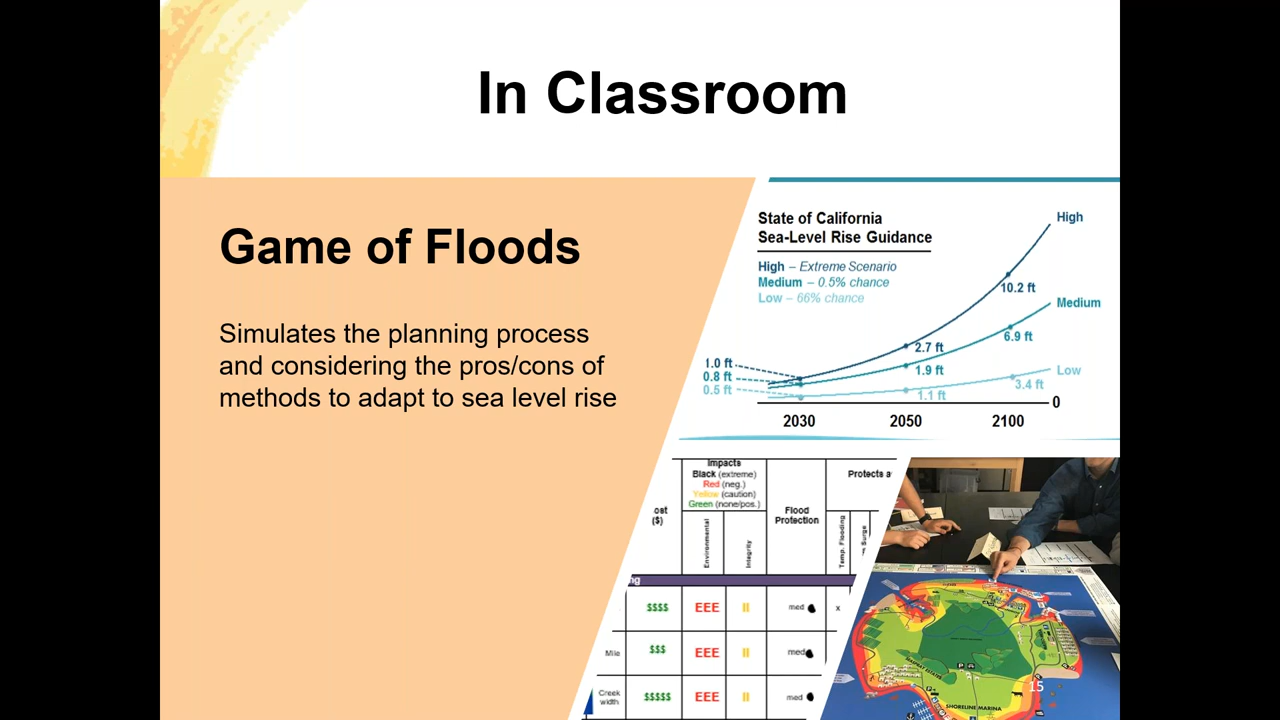 In Classroom
Game of Floods
Simulates the planning process
and considering the pros/cons of
methods to adapt to sea level rise
State of California
Sea-Level Rise Guidance
High – Extreme Scenario
Medium – 0.5% chance
Low – 66% chance
High
10.2 ft
Medium
6.9 ft
Low
3.4 ft
2.7 ft
1.9 ft
1.1 ft
1.0 ft
0.8 ft
0.5 ft
0
2030 2050 2100
Impacts
Black (extreme)
Red (neg.)
Yellow (caution)
Green (none/pos.)
ost
($)
Environmental
Integrity
Flood
Protection
Protects a
Temp. Flooding
Surge
ng
$$$$ EEE II med x
Mile $$$ EEE II med
Creek
width $$$$$ EEE II med
SHORELINE MARINA
15